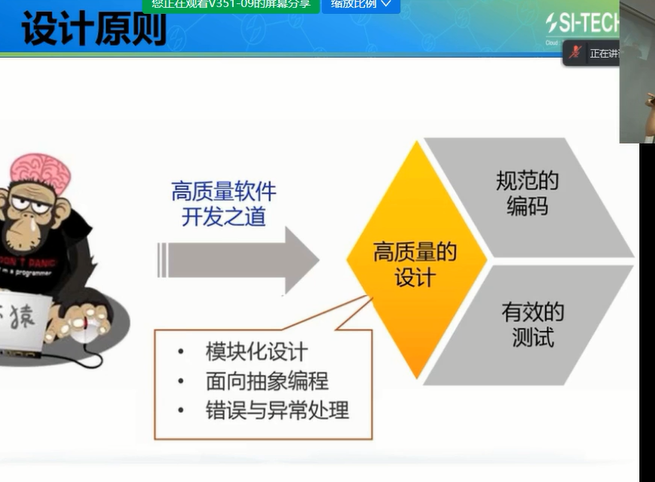 您正在观看V351-09的屏幕分享
缩放比例
设计原则
SI-TECH
正在讲
高质量软件
开发之道
规范的
编码
高质量的
设计
有效的
测试
DON'T PANIC
I'm a programmer
猿
• 模块化设计
• 面向抽象编程
• 错误与异常处理